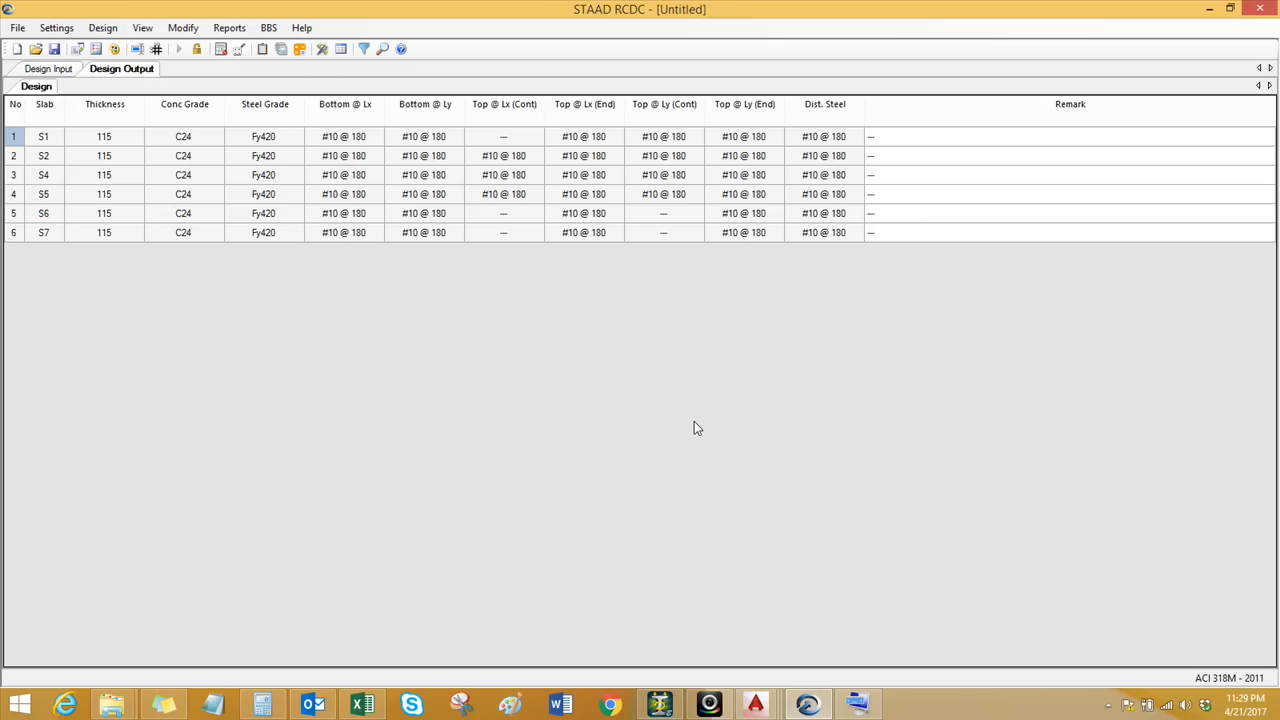 STAAD RCDC - [Untitled]
File Settings Design View Modify Reports BBS Help
Design Input Design Output
Design
No Slab Thickness Conc Grade Steel Grade Bottom @ Lx Bottom @ Ly Top @ Lx (Cont) Top @ Lx (End) Top @ Ly (Cont) Top @ Ly (End) Dist. Steel Remark
1 S1 115 C24 Fy420 #10 @ 180 #10 @ 180 --- #10 @ 180 #10 @ 180 #10 @ 180 #10 @ 180 ---
2 S2 115 C24 Fy420 #10 @ 180 #10 @ 180 #10 @ 180 #10 @ 180 #10 @ 180 #10 @ 180 #10 @ 180 ---
3 S4 115 C24 Fy420 #10 @ 180 #10 @ 180 #10 @ 180 #10 @ 180 #10 @ 180 #10 @ 180 #10 @ 180 ---
4 S5 115 C24 Fy420 #10 @ 180 #10 @ 180 #10 @ 180 #10 @ 180 #10 @ 180 #10 @ 180 #10 @ 180 ---
5 S6 115 C24 Fy420 #10 @ 180 #10 @ 180 --- #10 @ 180 --- #10 @ 180 #10 @ 180 ---
6 S7 115 C24 Fy420 #10 @ 180 #10 @ 180 --- #10 @ 180 --- #10 @ 180 #10 @ 180 ---
ACI 318M - 2011
11:29 PM
4/21/2017